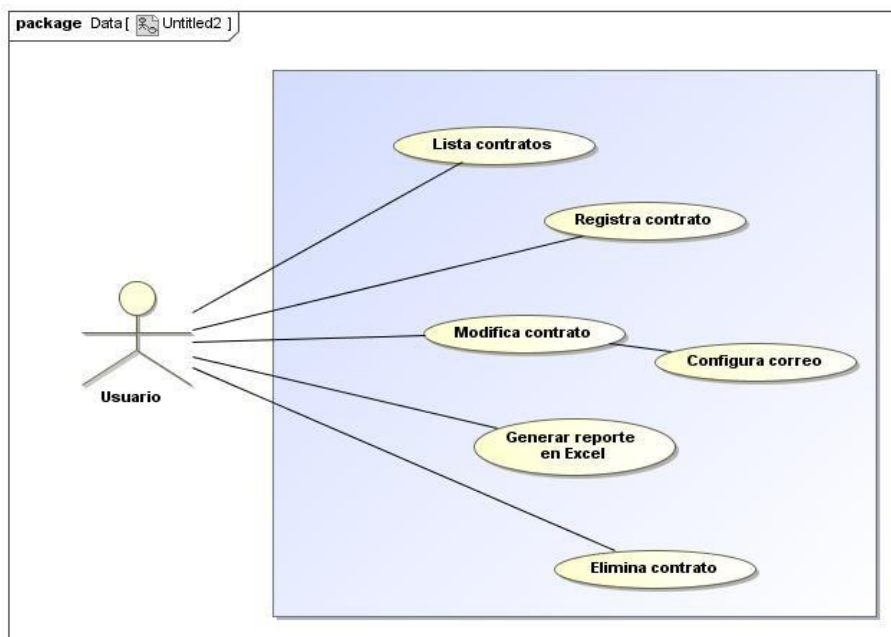 package Data [ Untitled2 ]
Lista contratos
Registra contrato
Modifica contrato
Configura correo
Usuario
Generar reporte
en Excel
Elimina contrato